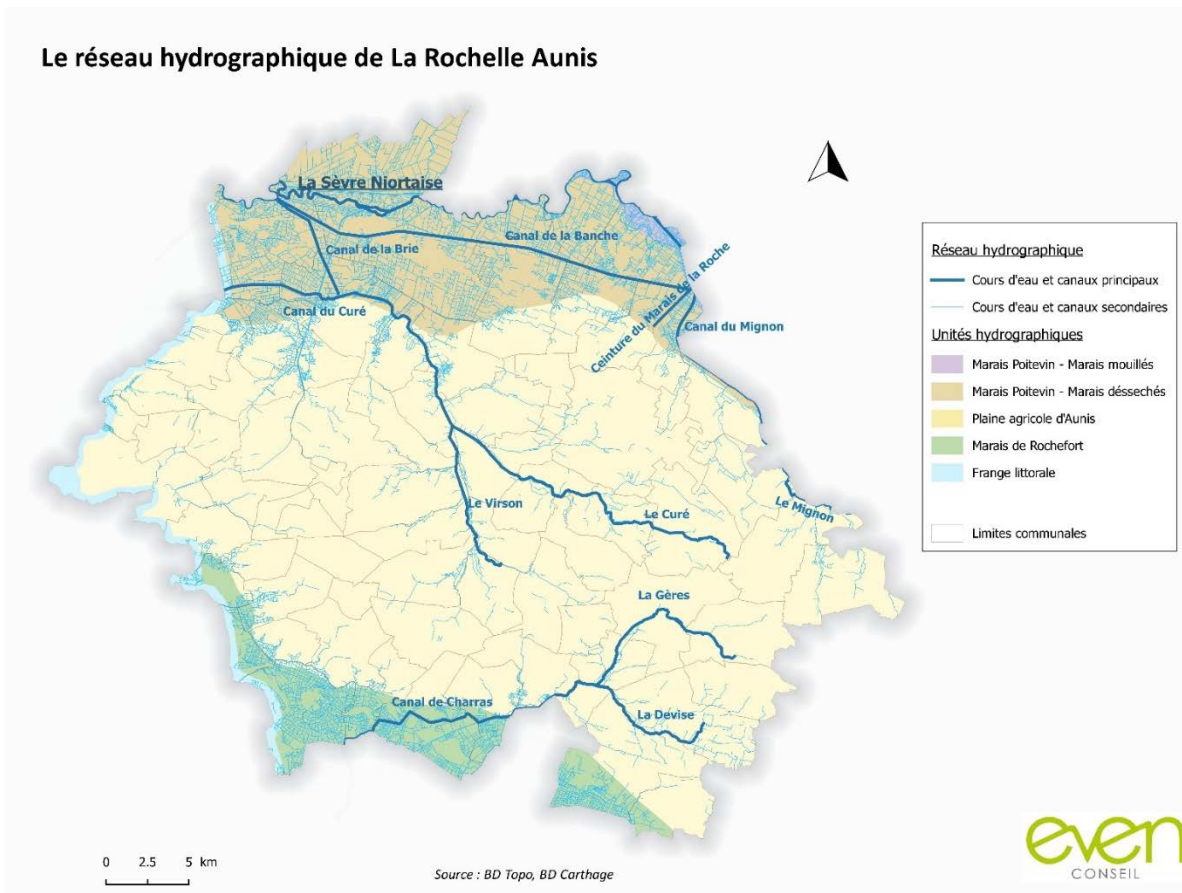 Le réseau hydrographique de La Rochelle Aunis
La Sèvre Niortaise
Canal de la Banche
Canal de la Brie
Ceinture du Marais de la Roche
Canal du Curé
Canal du Mignon
Le Virson
Le Curé
Le Mignon
La Gères
Canal de Charras
La Devise
Réseau hydrographique
Cours d'eau et canaux principaux
Cours d'eau et canaux secondaires
Unités hydrographiques
Marais Poitevin - Marais mouillés
Marais Poitevin - Marais désséchés
Plaine agricole d'Aunis
Marais de Rochefort
Frange littorale
Limites communales
0 2.5 5 km
Source : BD Topo, BD Carthage
even
CONSEIL